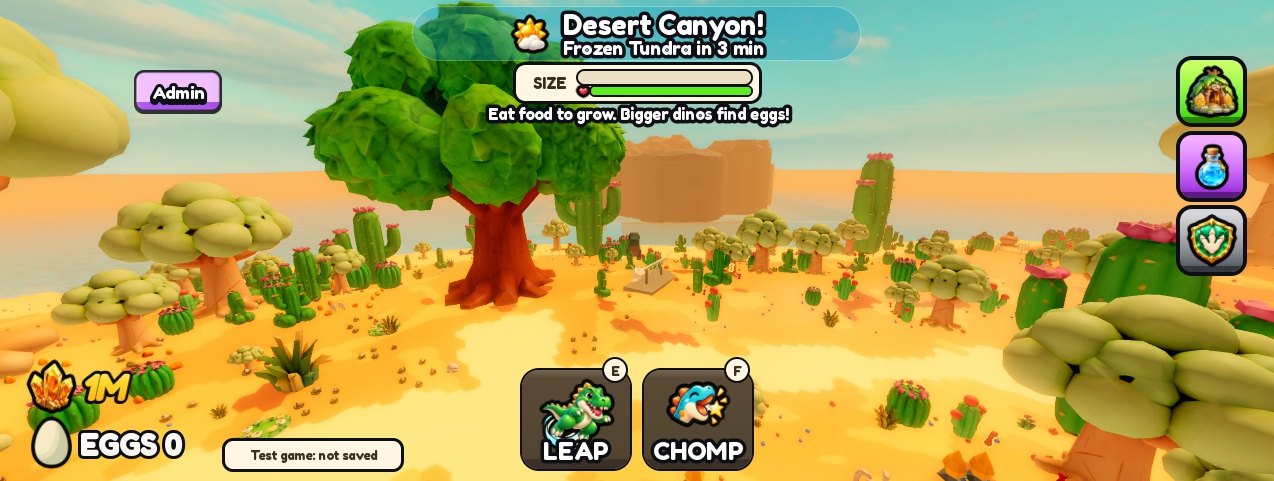 Desert Canyon!
Frozen Tundra in 3 min
Admin
SIZE
Eat food to grow. Bigger dinos find eggs!
1M
EGGS 0
Test game: not saved
E
LEAP
F
CHOMP